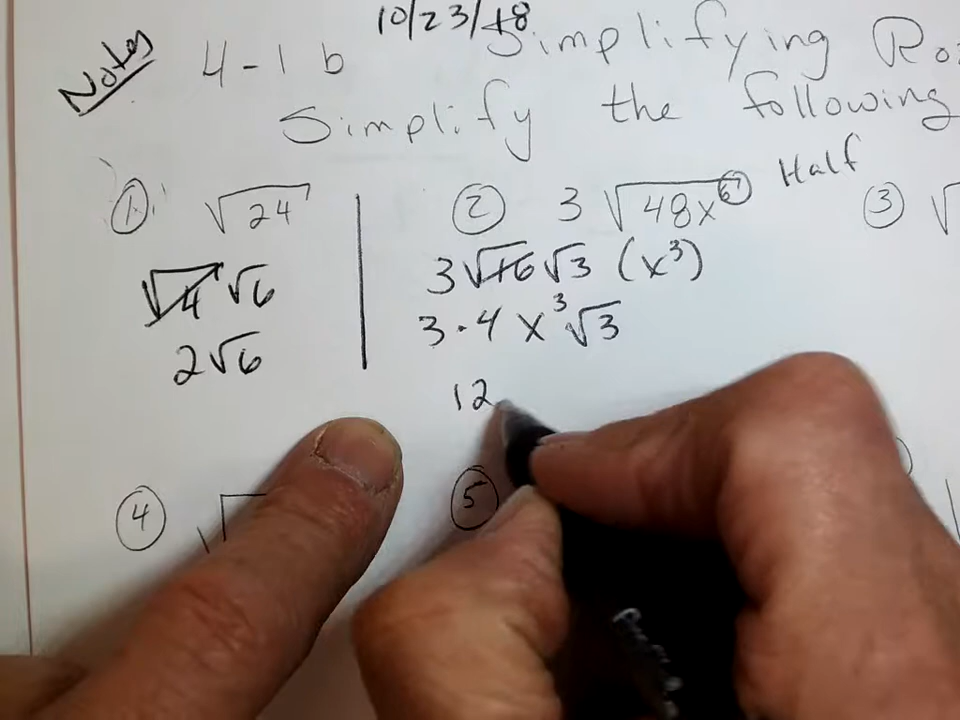 10/23/18
Notes 4-1 b Simplifying
Simplify the following
① √24
√4 √6
2√6
② 3 √48x⁶ Half
3√16 √3 (x³)
3·4 x³√3
12
③ √
④ √
⑤